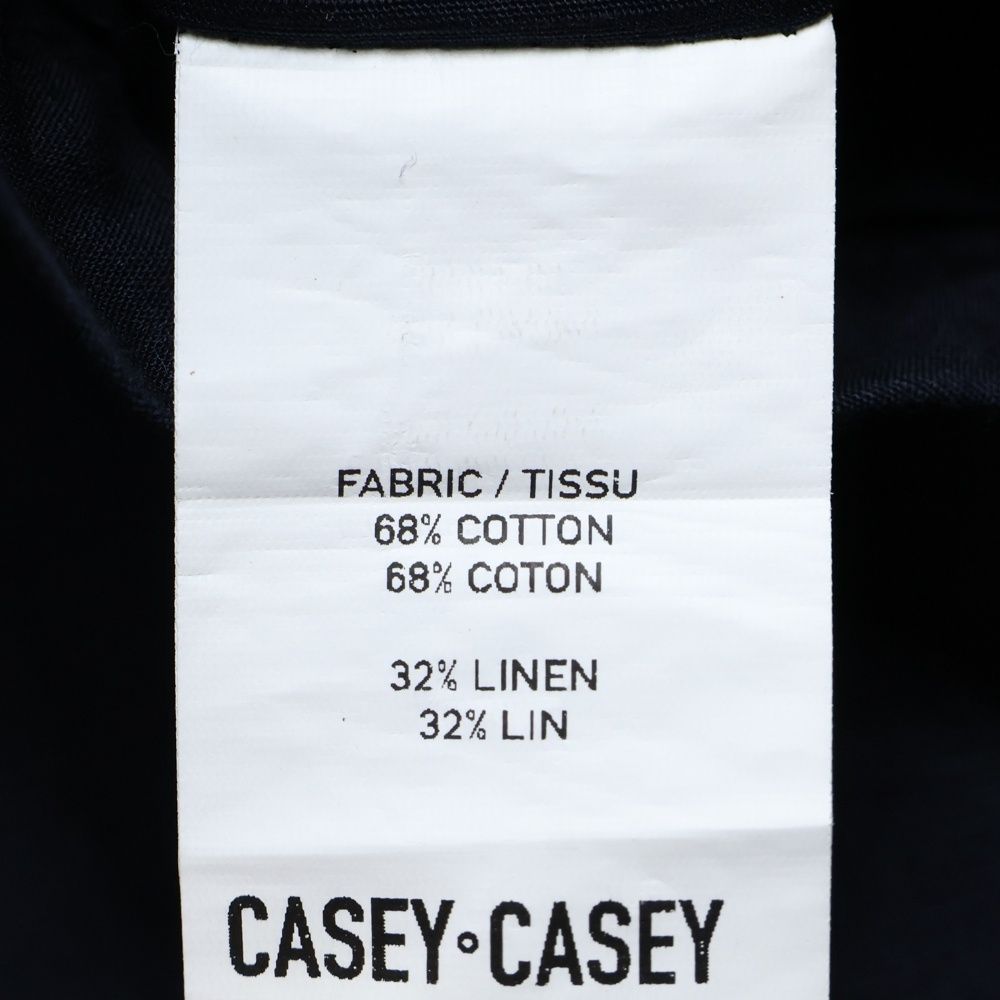 FABRIC / TISSU
68% COTTON
68% COTON
32% LINEN
32% LIN
CASEY◦CASEY